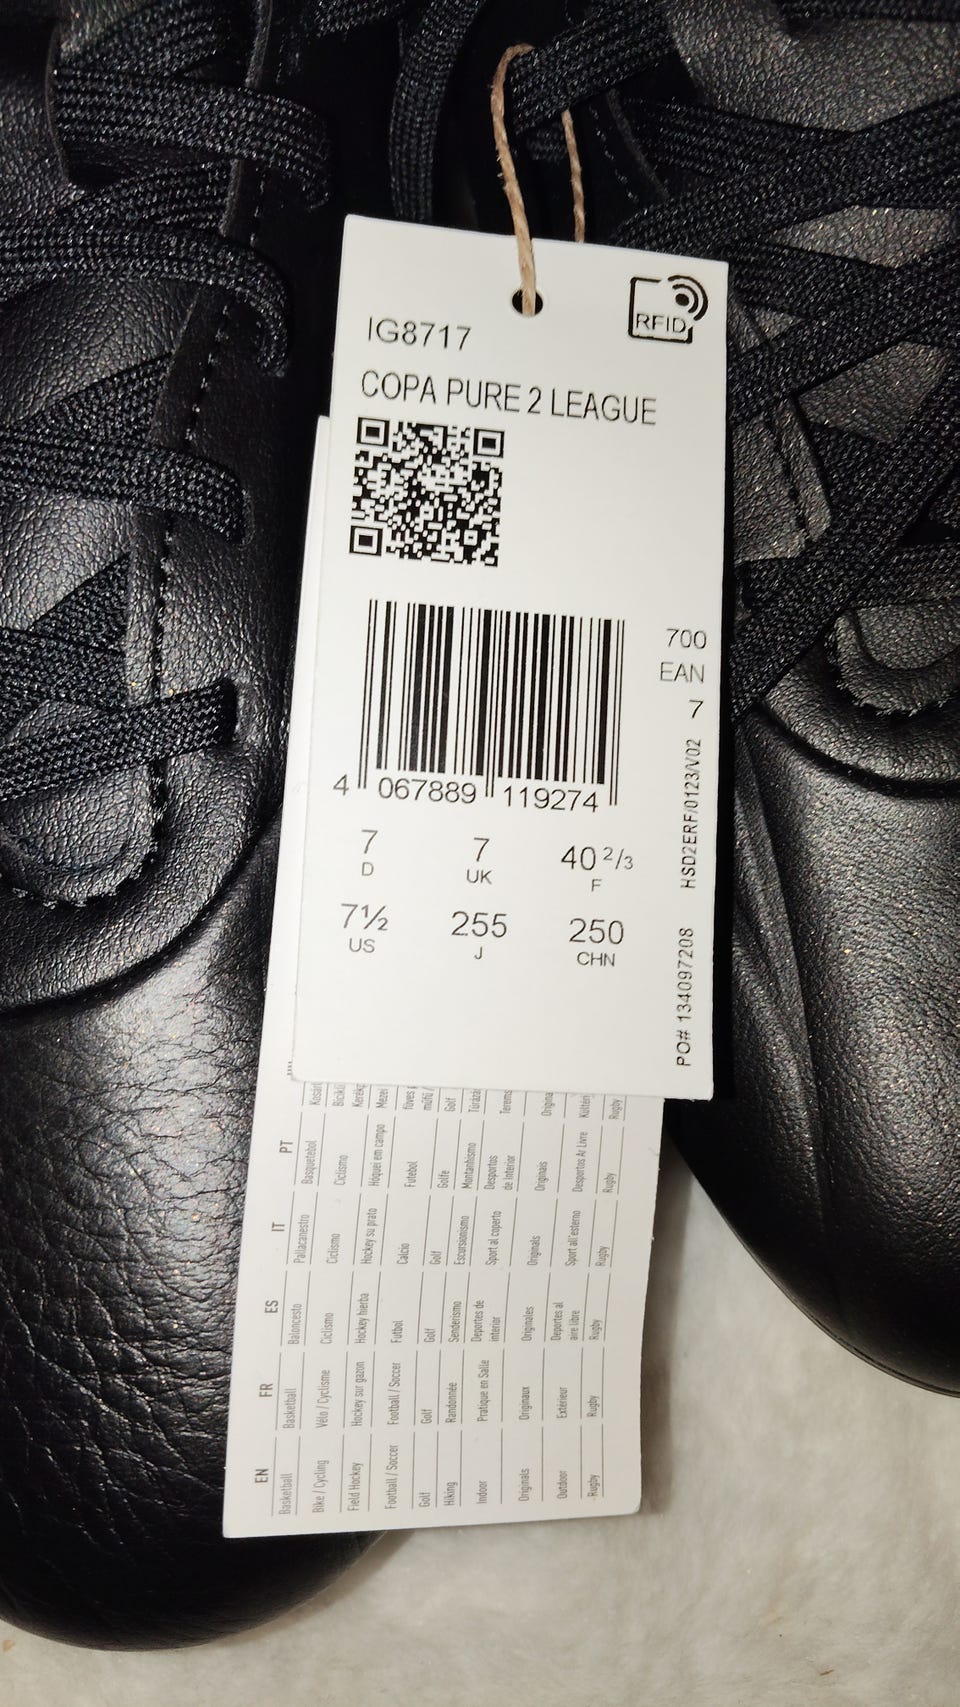 RFID
IG8717
COPA PURE 2 LEAGUE
700
EAN
7
4 067889 119274
7 7 40 2/3
D UK F
7½ 255 250
US J CHN
HSD2ERF/0123/V02
PO# 134097208
EN FR ES IT PT
Basketball Basketball Baloncesto Pallacanestro Basquetebol
Bike / Cycling Vélo / Cyclisme Ciclismo Ciclismo Ciclismo
Field Hockey Hockey sur gazon Hockey hierba Hockey su prato Hóquei em campo
Football / Soccer Football / Soccer Futbol Calcio Futebol
Golf Golf Golf Golf Golfe Golf
Hiking Randonnée Senderismo Escursionismo Montanhismo
Indoor Pratique en Salle Deportes de interior Sport al coperto Desportos de Interior
Originals Originaux Originales Originals Originais
Outdoor Extérieur Deportes al aire libre Sport all'esterno Desportos Ar Livre
Rugby Rugby Rugby Rugby Rugby Rugby